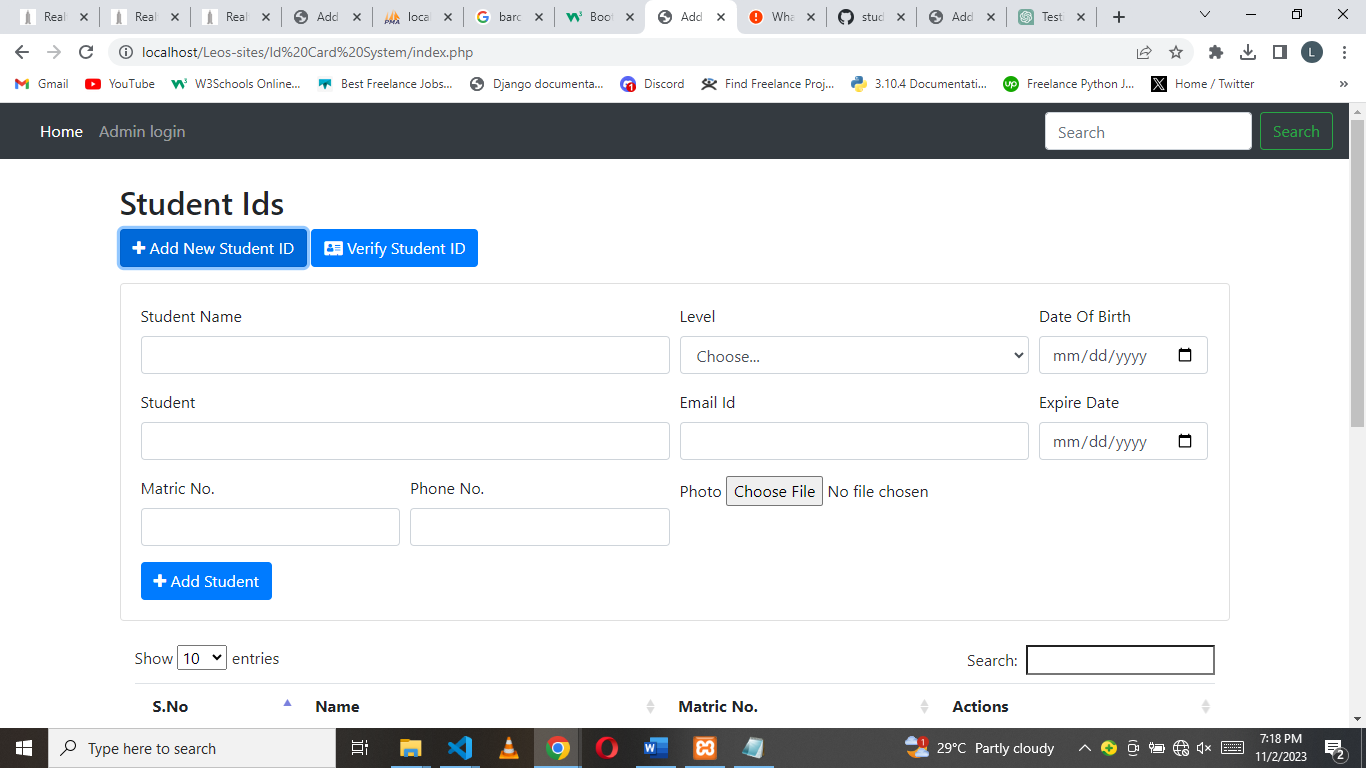 Real Real Real Add loca barc Boot Add Wha stud Add Test
localhost/Leos-sites/Id%20Card%20System/index.php L
Gmail YouTube W3Schools Online... Best Freelance Jobs... Django documenta... Discord Find Freelance Proj... 3.10.4 Documentati... Freelance Python J... Home / Twitter »
Home Admin login Search Search
Student Ids
Add New Student ID Verify Student ID
Student Name Level Date Of Birth
Choose... mm/dd/yyyy
Student Email Id Expire Date
mm/dd/yyyy
Matric No. Phone No. Photo Choose File No file chosen
Add Student
Show 10 entries Search:
S.No Name Matric No. Actions
Type here to search 29°C Partly cloudy 7:18 PM
11/2/2023 2